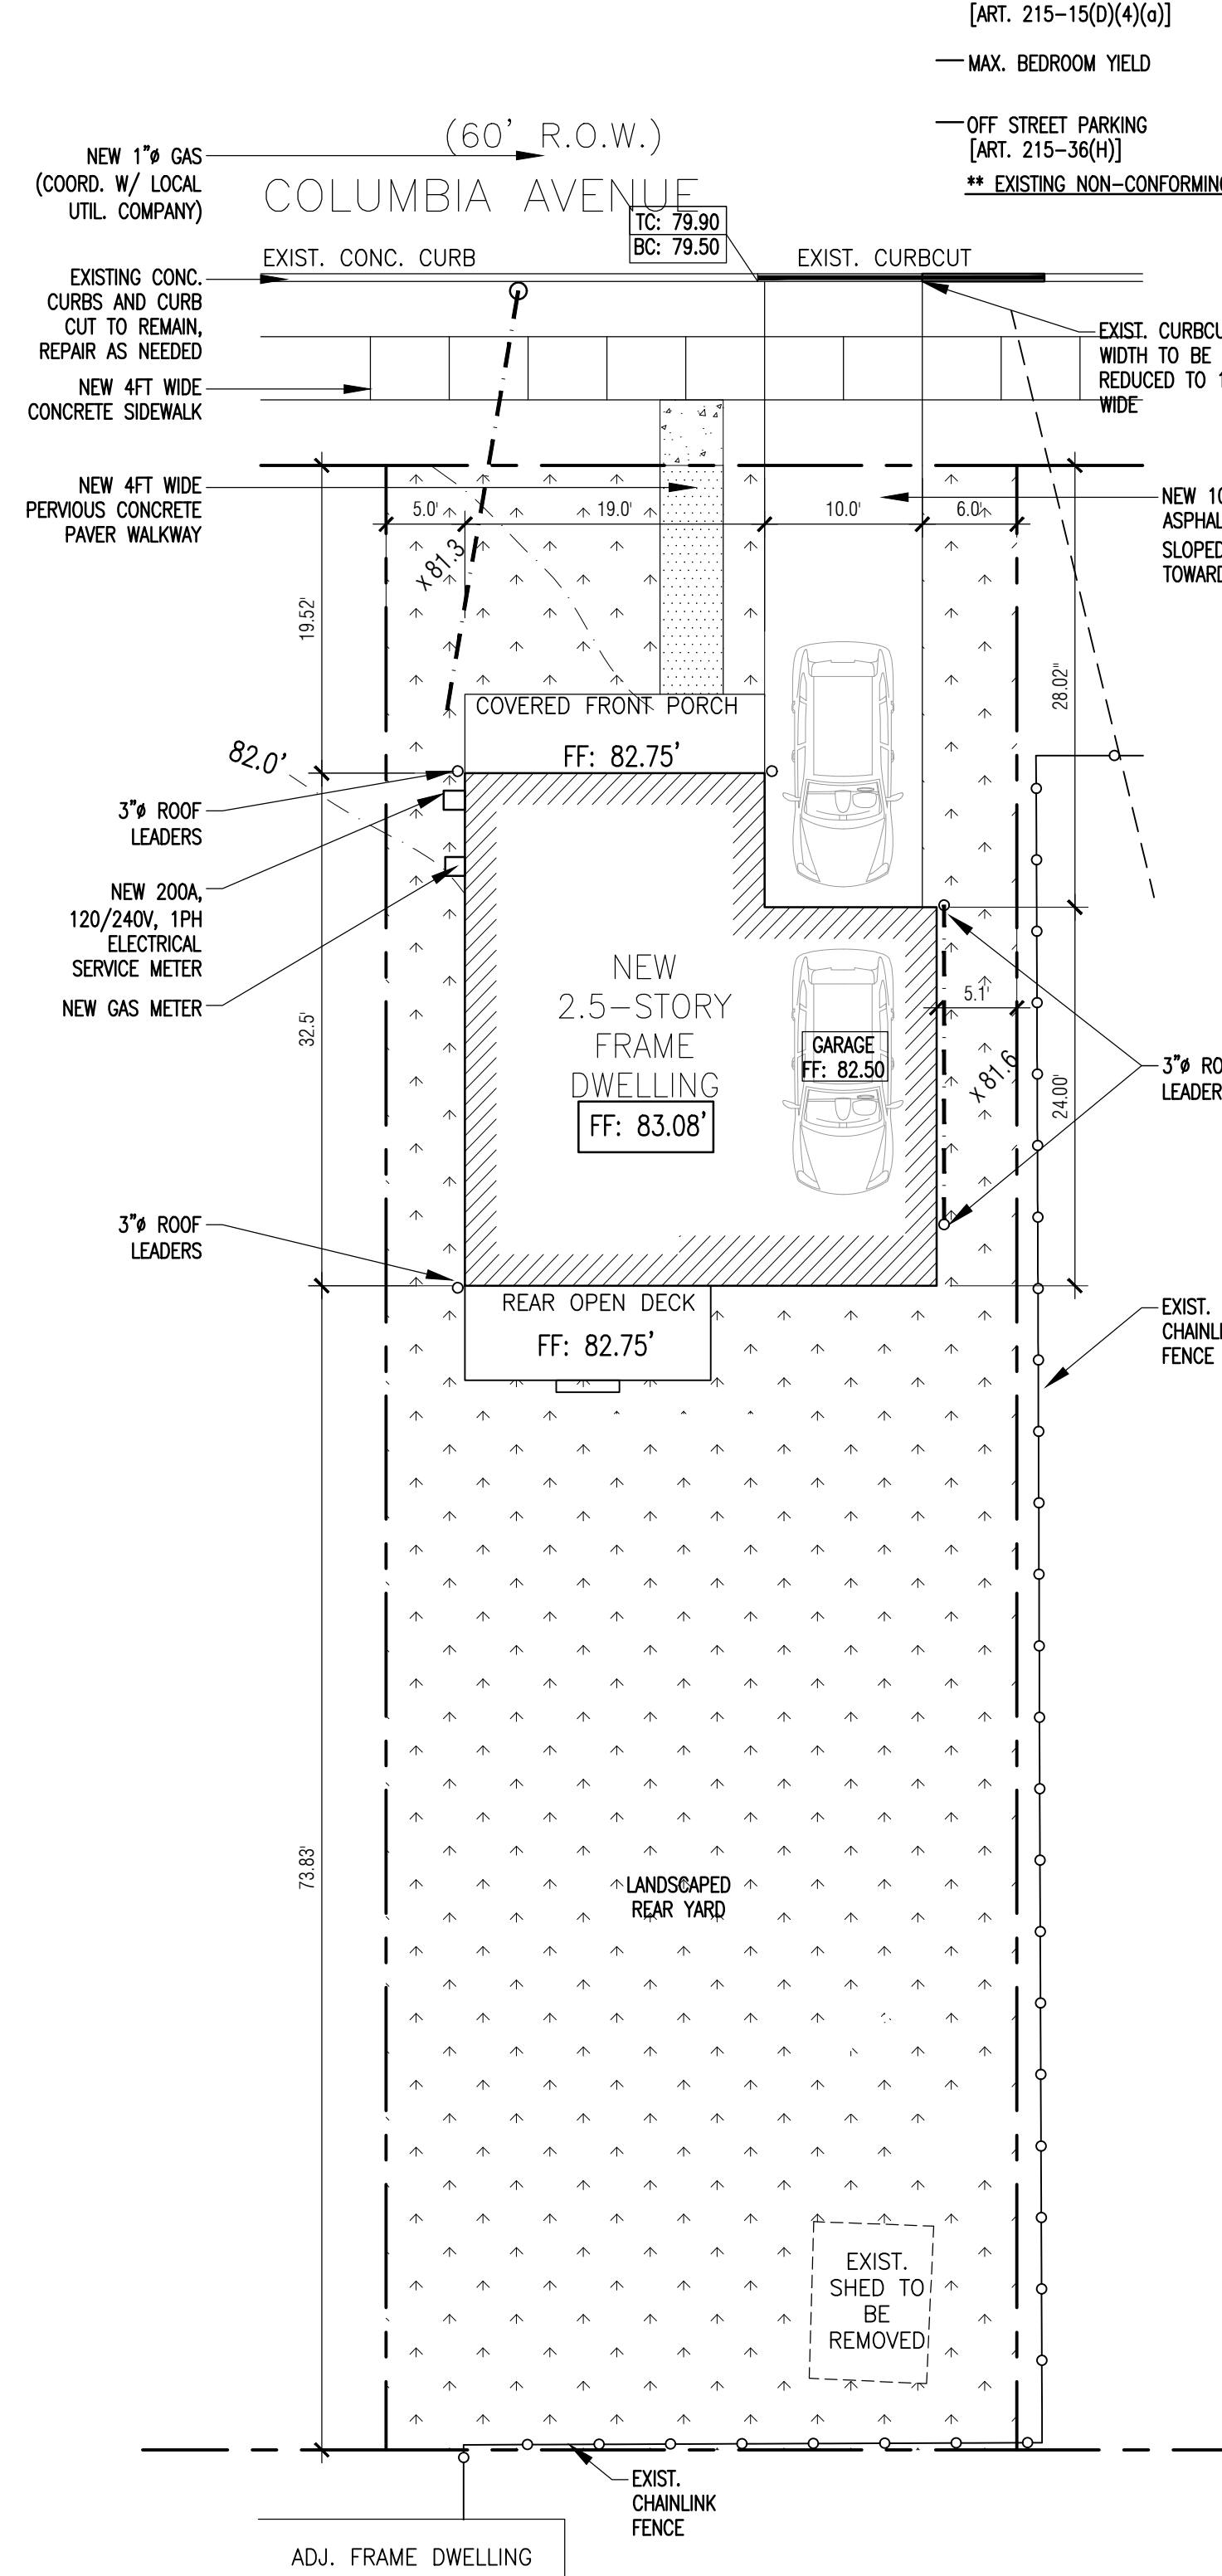 [ART. 215-15(D)(4)(a)]
MAX. BEDROOM YIELD
OFF STREET PARKING
[ART. 215-36(H)]
** EXISTING NON-CONFORMING
(60' R.O.W.)
COLUMBIA AVENUE
NEW 1"ø GAS
(COORD. W/ LOCAL
UTIL. COMPANY)
TC: 79.90
BC: 79.50
EXIST. CONC. CURB
EXIST. CURBCUT
EXISTING CONC.
CURBS AND CURB
CUT TO REMAIN,
REPAIR AS NEEDED
EXIST. CURBCU
WIDTH TO BE
REDUCED TO 1
WIDE
NEW 4FT WIDE
CONCRETE SIDEWALK
NEW 4FT WIDE
PERVIOUS CONCRETE
PAVER WALKWAY
NEW 10
ASPHAL
SLOPED
TOWARD
5.0'
19.0'
10.0'
6.0'
x 81.3
19.52'
28.02"
COVERED FRONT PORCH
FF: 82.75'
82.0'
3"ø ROOF
LEADERS
NEW 200A,
120/240V, 1PH
ELECTRICAL
SERVICE METER
NEW GAS METER
NEW
2.5-STORY
FRAME
DWELLING
FF: 83.08'
GARAGE
FF: 82.50
5.1'
x 81.6
32.5'
24.00'
3"ø RO
LEADER
3"ø ROOF
LEADERS
REAR OPEN DECK
FF: 82.75'
EXIST.
CHAINLI
FENCE
73.83'
LANDSCAPED
REAR YARD
EXIST.
SHED TO
BE
REMOVED
EXIST.
CHAINLINK
FENCE
ADJ. FRAME DWELLING